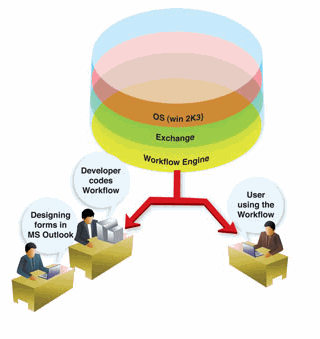 OS (win 2K3}
Exchange
Workflow Engine
Developer
codes
Workflow
Designing
forms in
MS Outlook
User
using the
Workflow